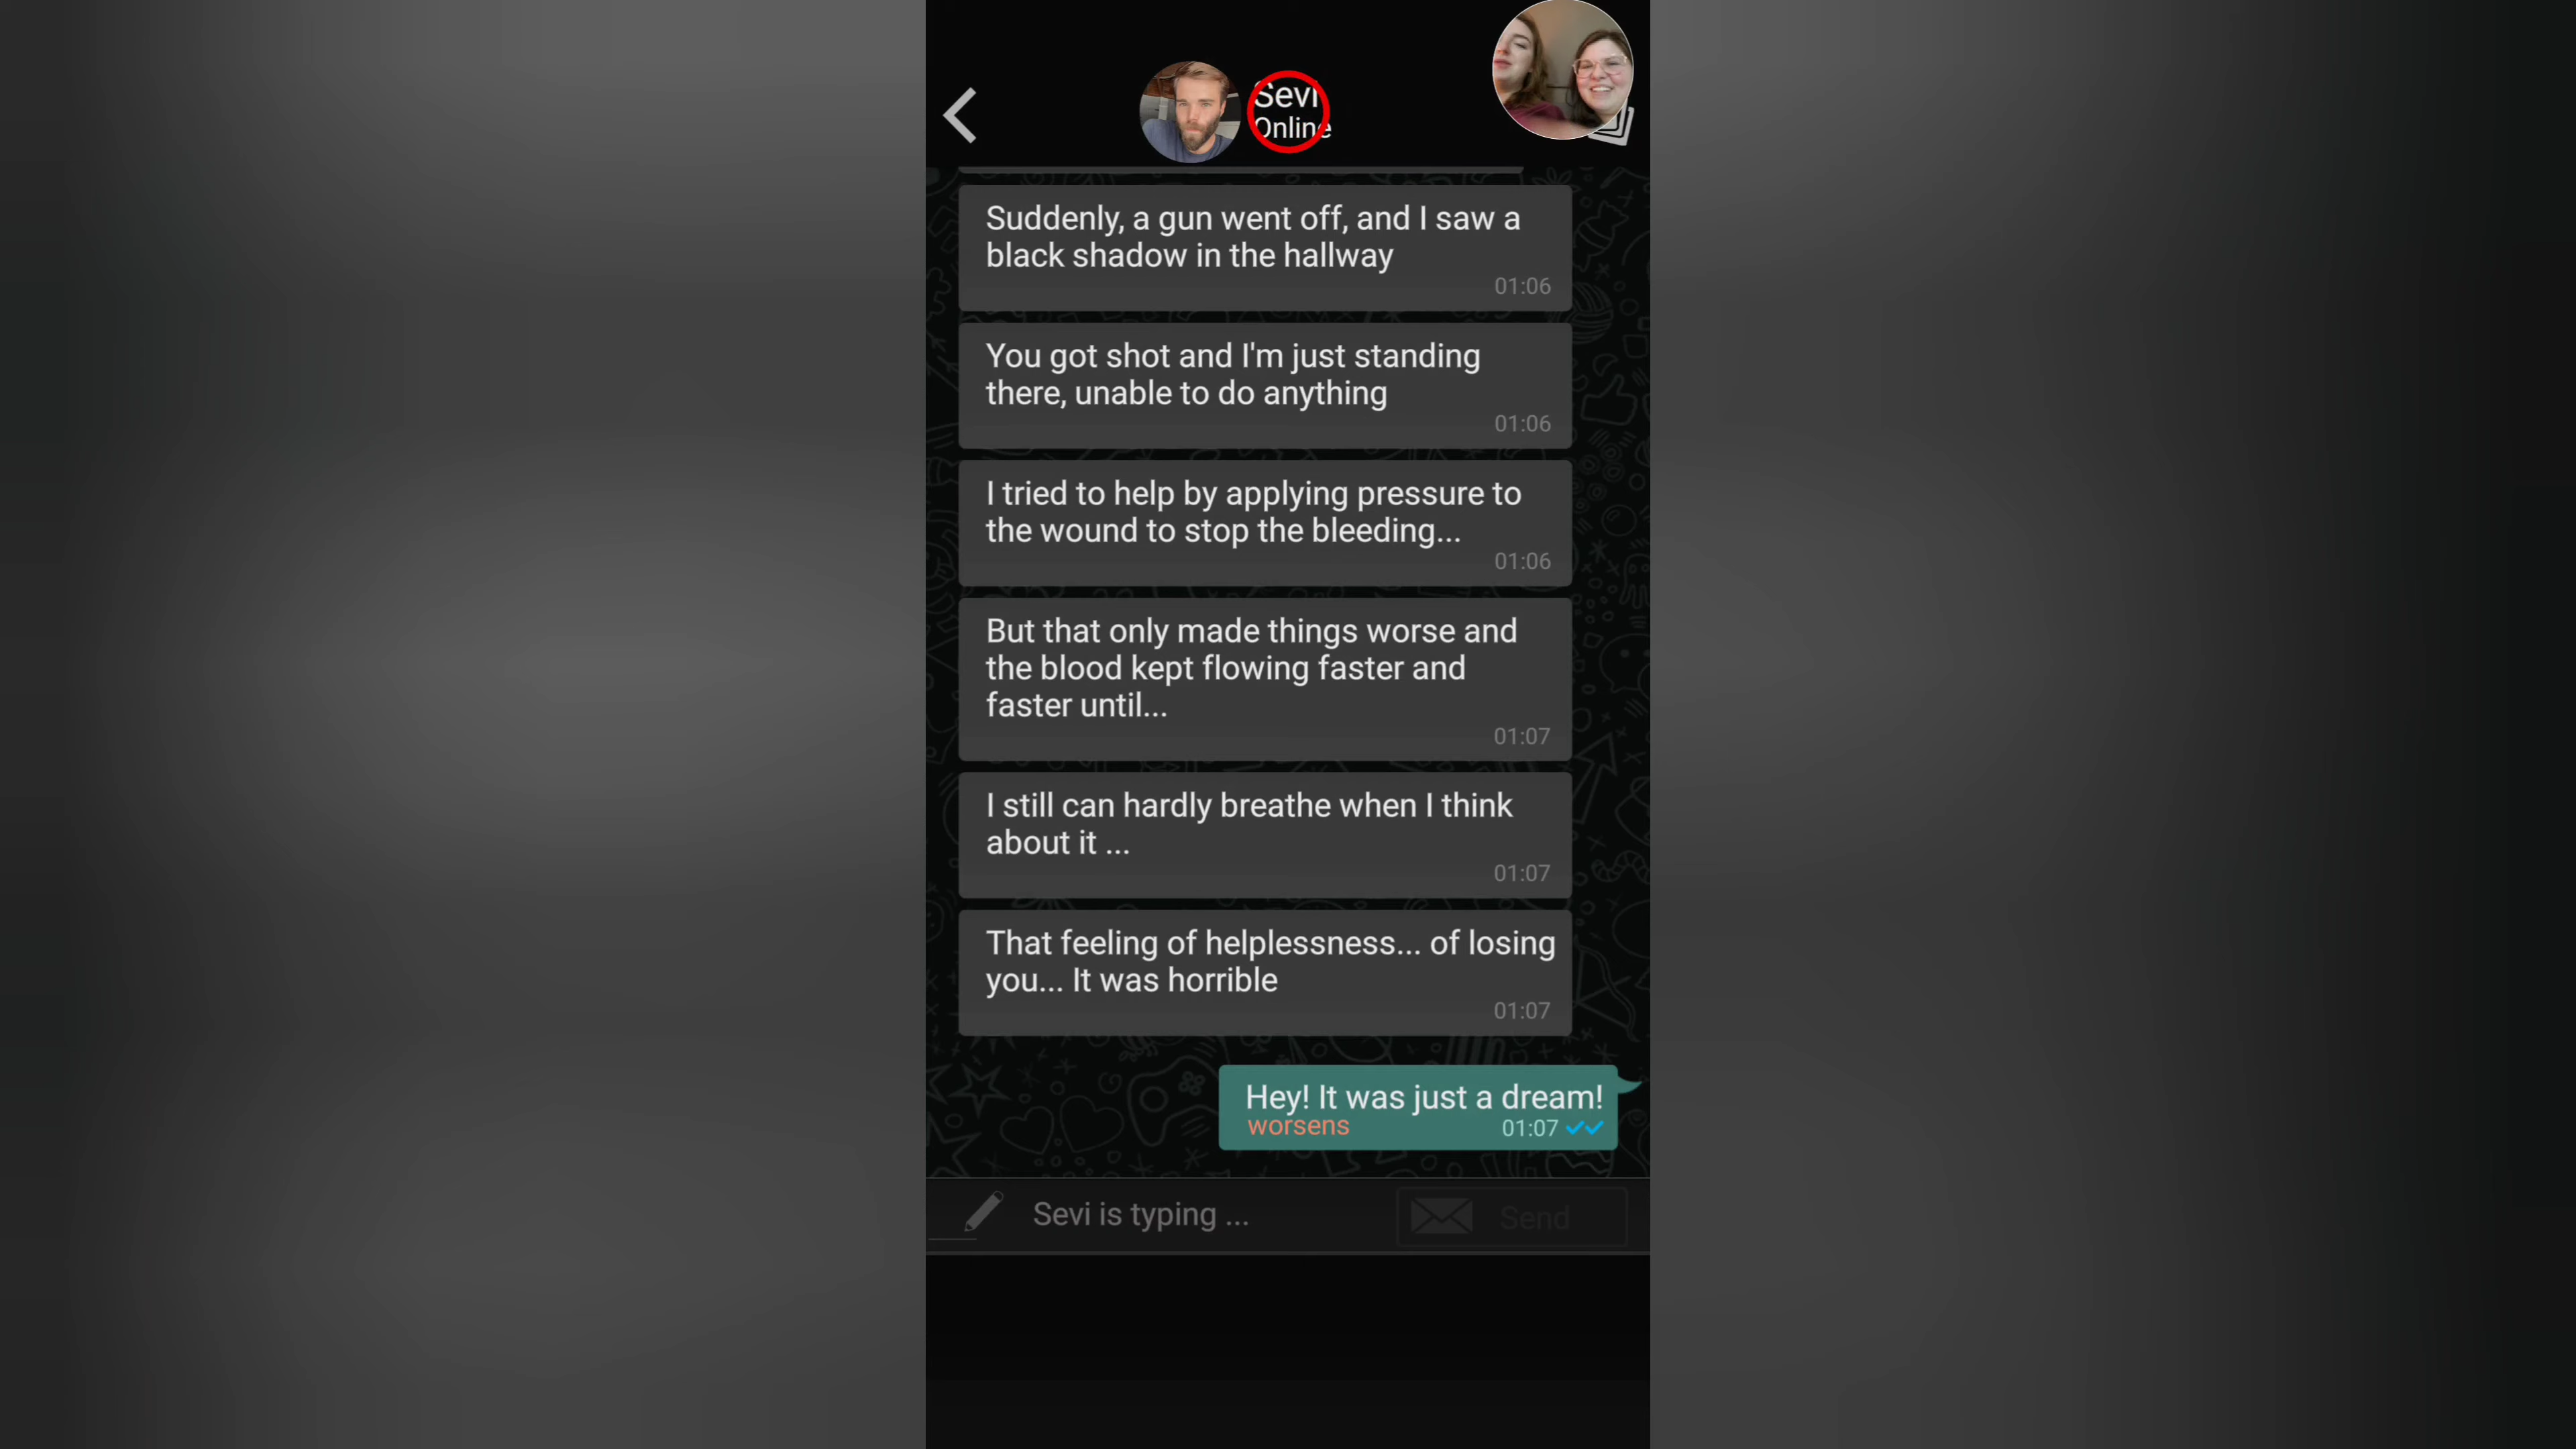 Sevi
Online
Suddenly, a gun went off, and I saw a
black shadow in the hallway
01:06
You got shot and I'm just standing
there, unable to do anything
01:06
I tried to help by applying pressure to
the wound to stop the bleeding...
01:06
But that only made things worse and
the blood kept flowing faster and
faster until...
01:07
I still can hardly breathe when I think
about it ...
01:07
That feeling of helplessness... of losing
you... It was horrible
01:07
Hey! It was just a dream!
worsens 01:07
Sevi is typing ... Send